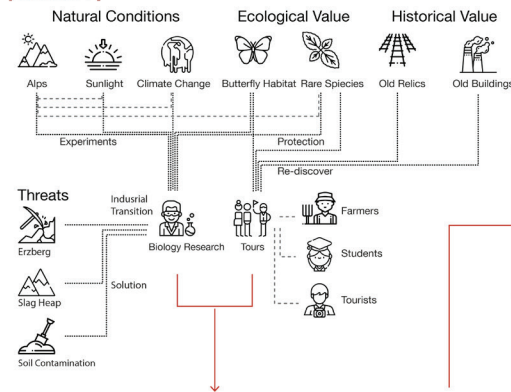 Natural Conditions
Ecological Value
Historical Value
Alps
Sunlight
Climate Change
Butterfly Habitat
Rare Spiecies
Old Relics
Old Buildings
Experiments
Protection
Re-discover
Threats
Indusrial
Transition
Erzberg
Biology Research
Tours
Farmers
Solution
Students
Slag Heap
Tourists
Soil Contamination